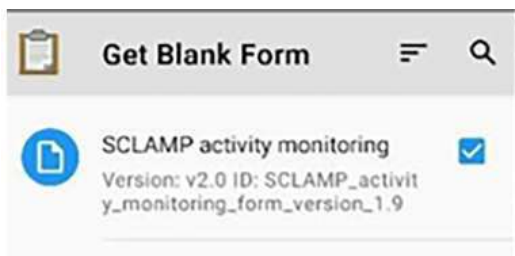 Get Blank Form
SCLAMP activity monitoring
Version: v2.0 ID: SCLAMP_activit
y_monitoring_form_version_1.9